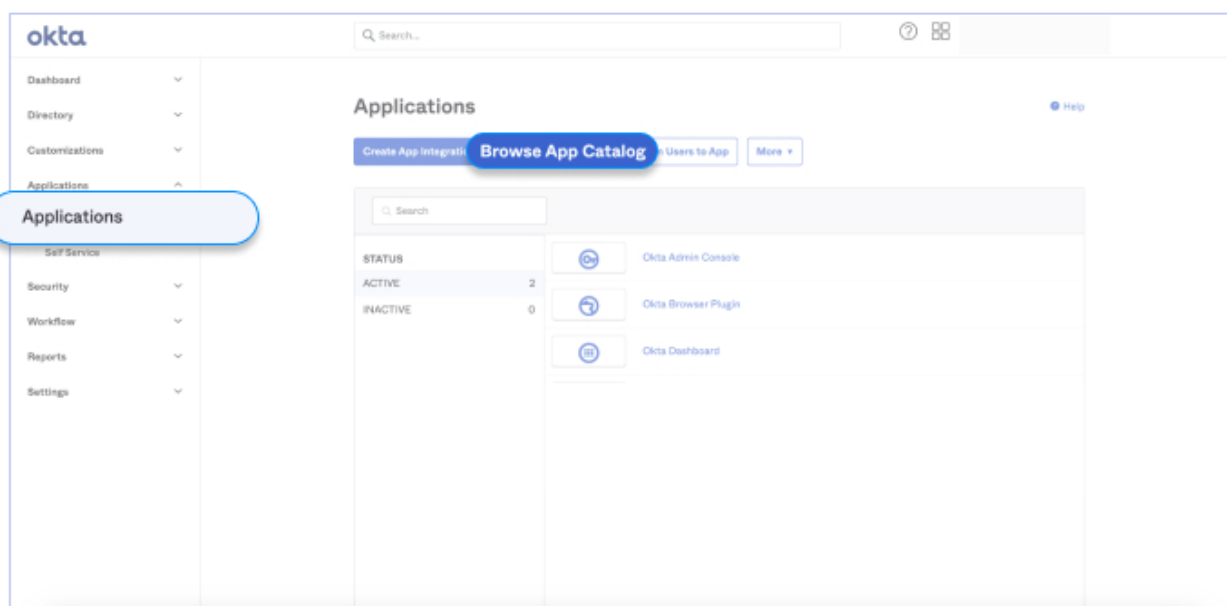 okta
Search...
Dashboard
Directory
Customizations
Applications
Applications
Self Service
Security
Workflow
Reports
Settings
Applications
Help
Create App Integrati
Browse App Catalog
n Users to App
More
Search
STATUS
ACTIVE 2
INACTIVE 0
Okta Admin Console
Okta Browser Plugin
Okta Dashboard